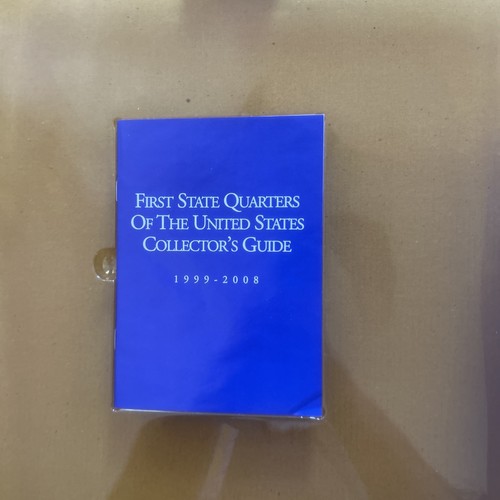 First State Quarters
Of The United States
Collector's Guide
1999-2008